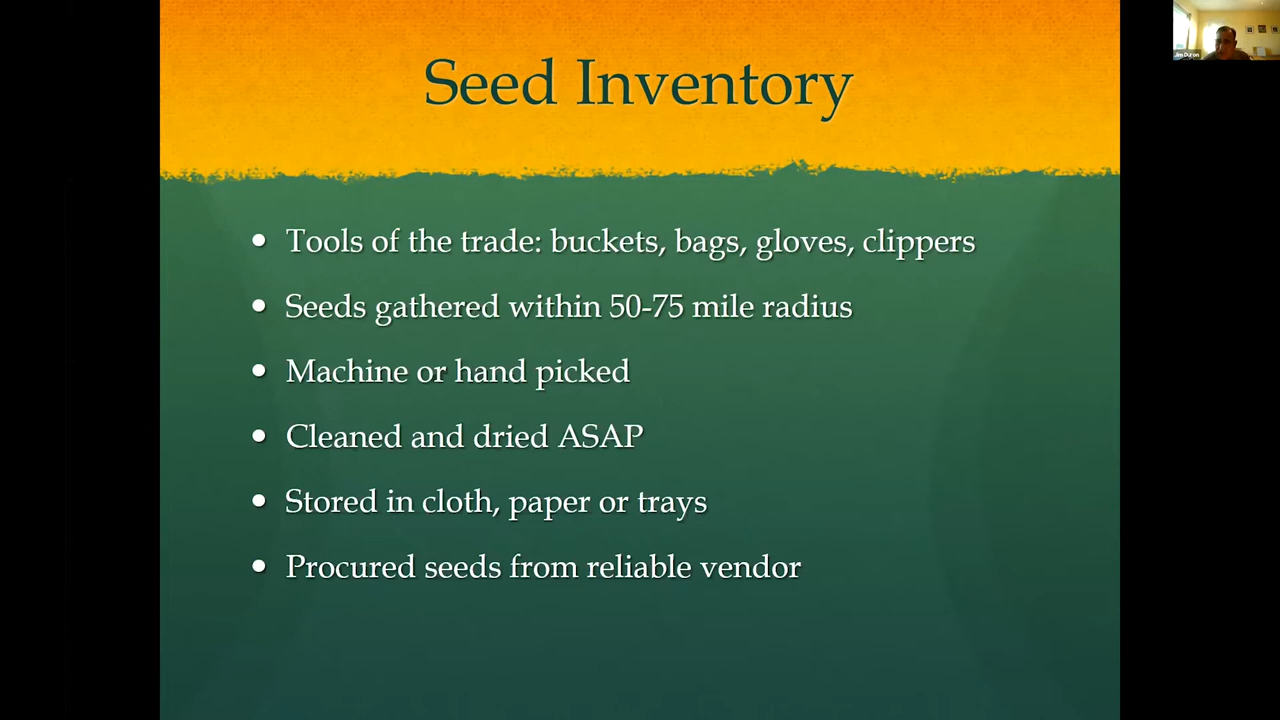 Seed Inventory
• Tools of the trade: buckets, bags, gloves, clippers
• Seeds gathered within 50-75 mile radius
• Machine or hand picked
• Cleaned and dried ASAP
• Stored in cloth, paper or trays
• Procured seeds from reliable vendor